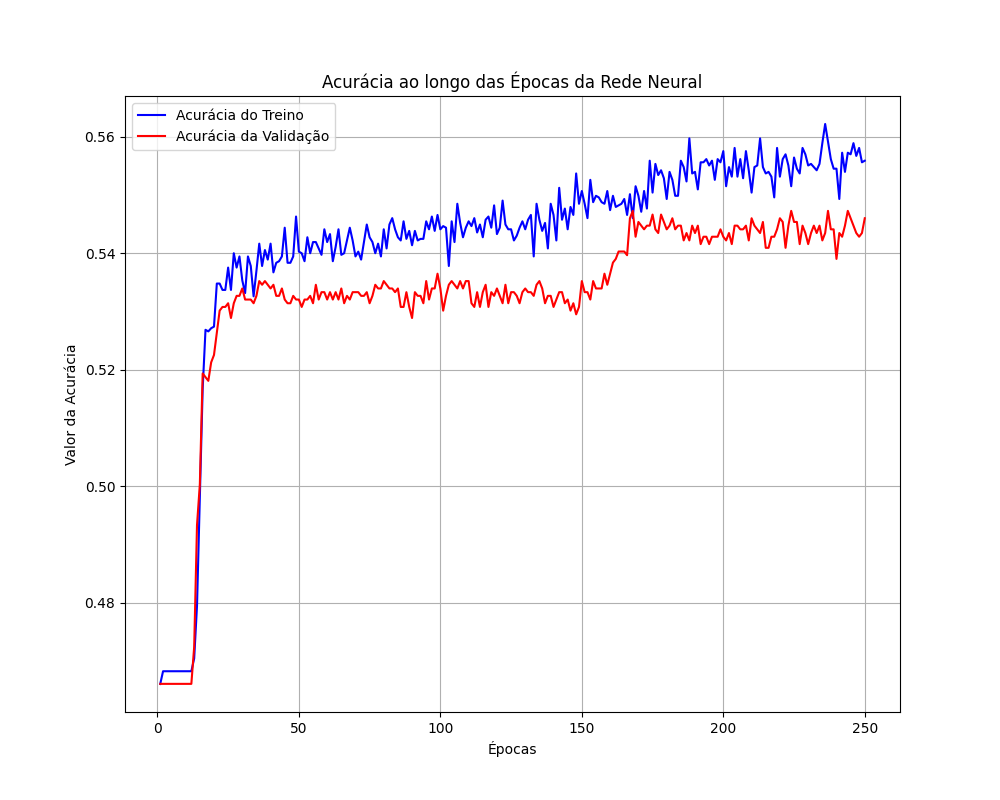 Acurácia ao longo das Épocas da Rede Neural
Acurácia do Treino
Acurácia da Validação
0.56
0.54
0.52
0.50
0.48
Valor da Acurácia
0
50
100
150
200
250
Épocas